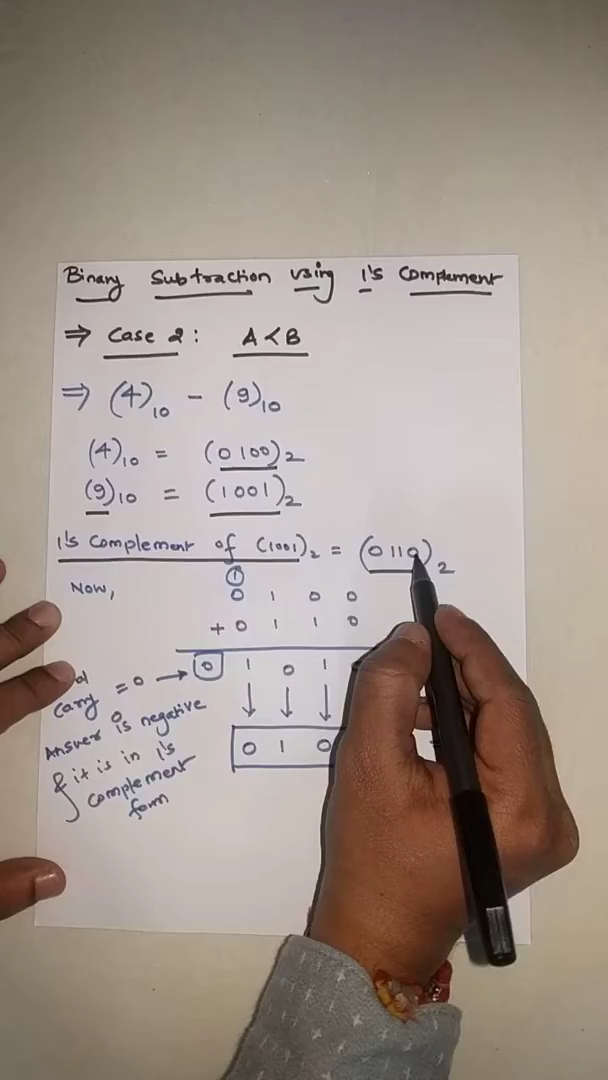 Binary Subtraction using 1's Complement
⇒ Case 2: A < B
⇒ (4)₁₀ - (9)₁₀
(4)₁₀ = (0100)₂
(9)₁₀ = (1001)₂
1's Complement of (1001)₂ = (0110)₂
Now,
1
0 1 0 0
+ 0 1 1 0
0 1 0 1
carry = 0 →
↓ ↓ ↓
Answer is negative
0 1 0
& it is in 1's
complement
form